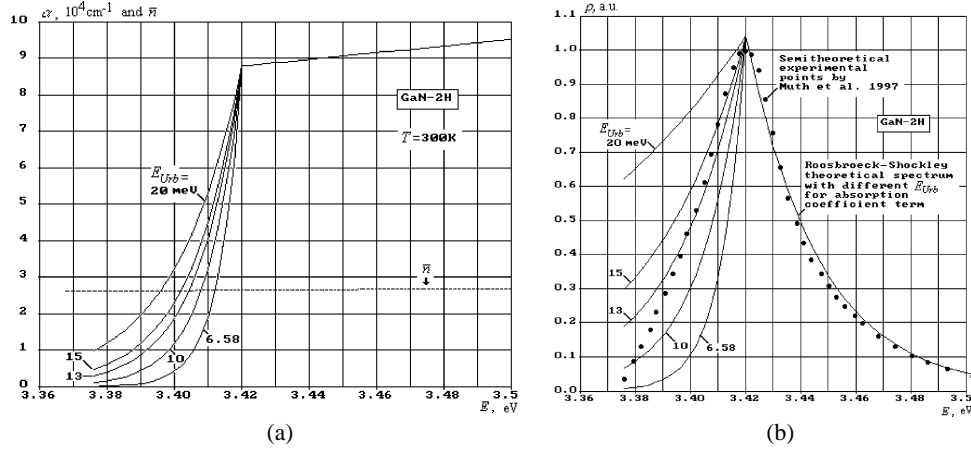 α, 10⁴cm⁻¹ and n̅
10
9
8
7
6
5
4
3
2
1
0
GaN-2H
T=300K
E_Urb=
20 meV
n̅
15
13
10
6.58
3.36
3.38
3.40
3.42
3.44
3.46
3.48
3.5
E, eV
(a)
ρ, a.u.
1.1
1.0
0.9
0.8
0.7
0.6
0.5
0.4
0.3
0.2
0.1
0.0
Semitheoretical
experimental
points by
Muth et al. 1997
GaN-2H
E_Urb=
20 meV
Roosbroeck-Shockley
theoretical spectrum
with different E_Urb
for absorption
coefficient term
15
13
10
6.58
3.36
3.38
3.40
3.42
3.44
3.46
3.48
3.5
E, eV
(b)